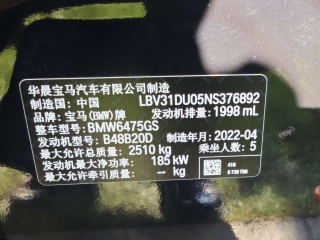 华晨宝马汽车有限公司制造
制造国：中国 LBV31DU05NS376892
品牌：宝马(BMW)牌 发动机排量：1998 mL
整车型号：BMW6475GS
发动机型号：B48B20D 制造年月：2022-04
最大允许总质量：2510 kg 乘坐人数：5
发动机最大净功率：185 kW
最大允许牵引质量：-- kg